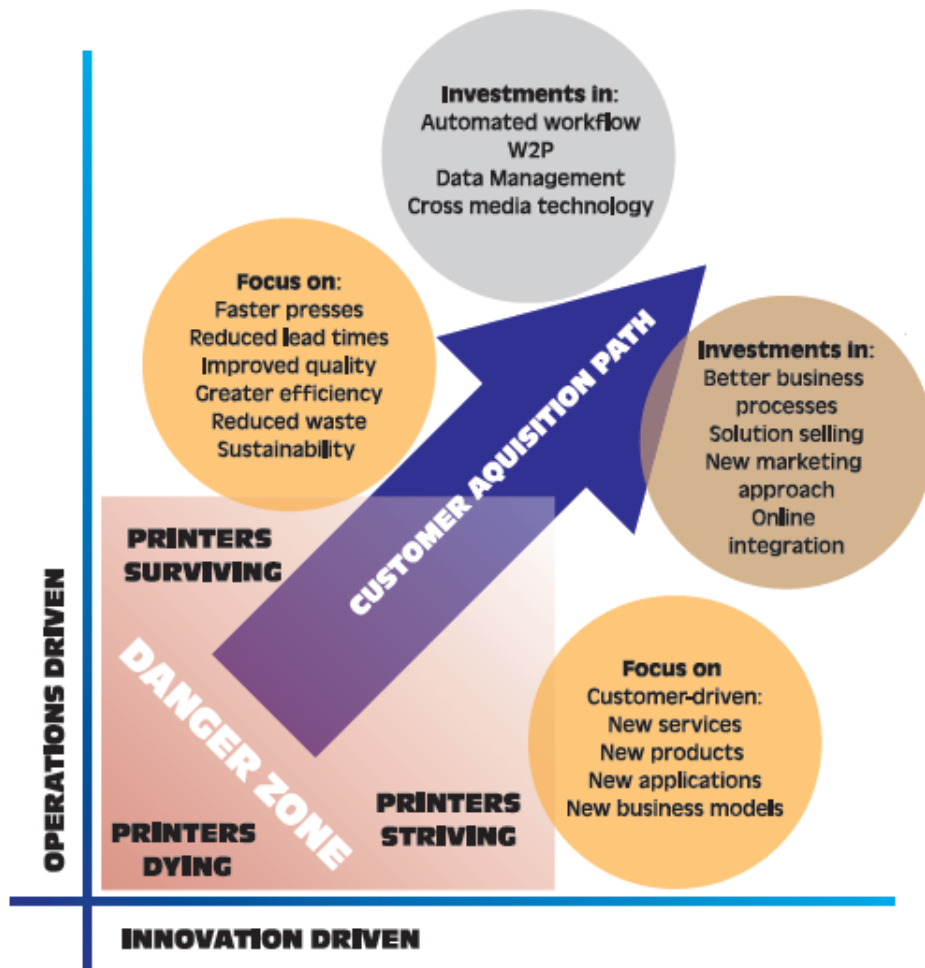 Investments in:
Automated workflow
W2P
Data Management
Cross media technology
Focus on:
Faster presses
Reduced lead times
Improved quality
Greater efficiency
Reduced waste
Sustainability
CUSTOMER AQUISITION PATH
Investments in:
Better business
processes
Solution selling
New marketing
approach
Online
integration
PRINTERS
SURVIVING
DANGER ZONE
PRINTERS
DYING
PRINTERS
STRIVING
Focus on
Customer-driven:
New services
New products
New applications
New business models
OPERATIONS DRIVEN
INNOVATION DRIVEN